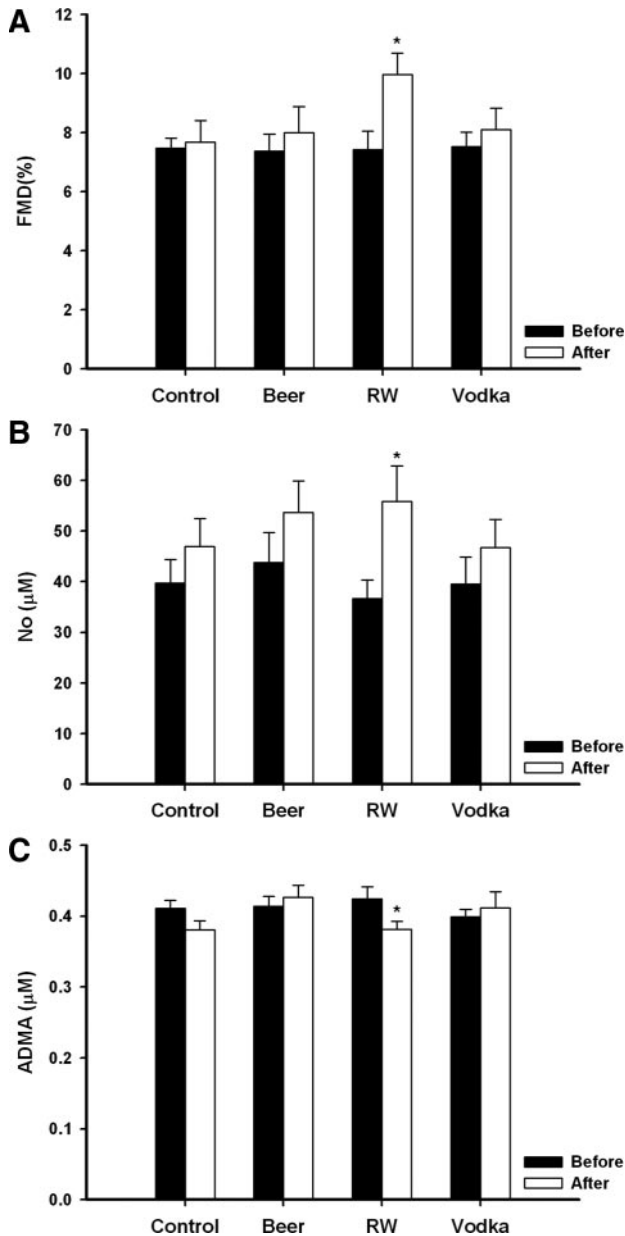 A
12
10
8
6
4
2
0
FMD(%)
*
Before
After
Control Beer RW Vodka
B
70
60
50
40
30
20
10
0
No (μM)
*
Before
After
Control Beer RW Vodka
C
0.5
0.4
0.3
0.2
0.1
0.0
ADMA (μM)
*
Before
After
Control Beer RW Vodka